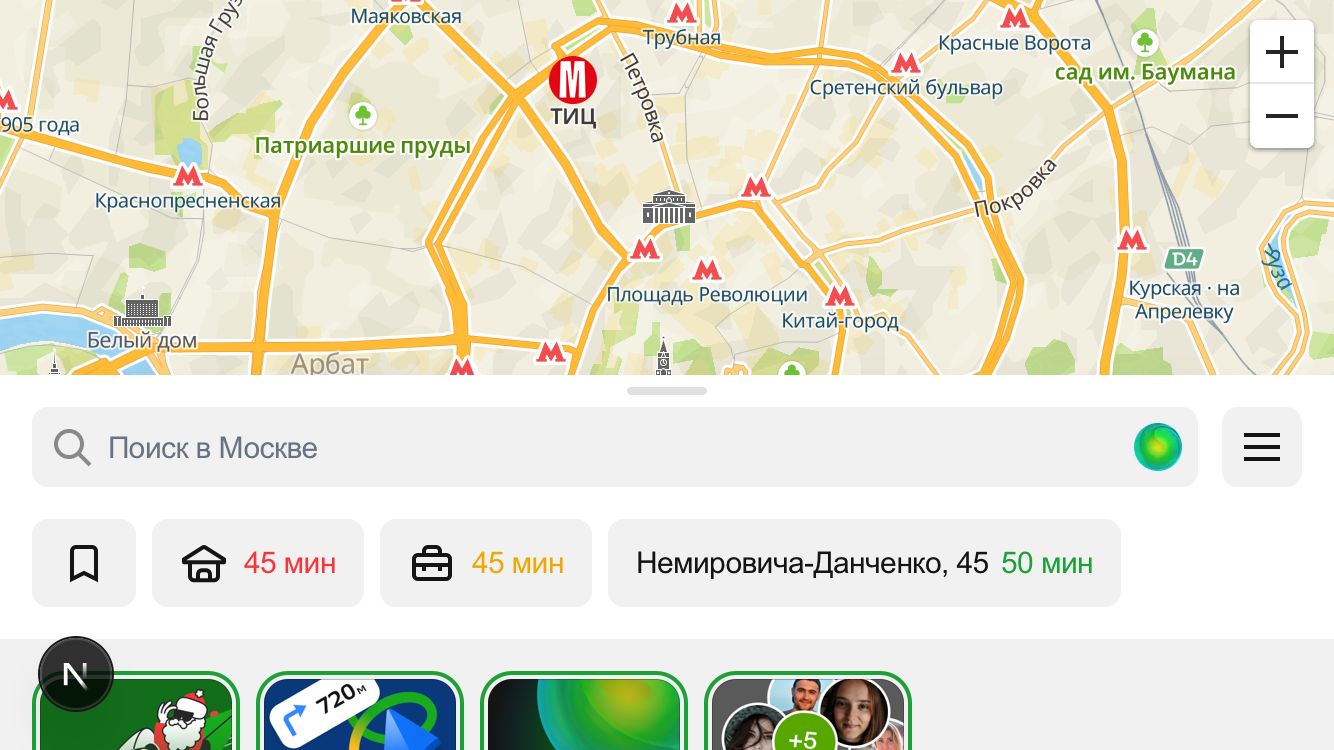 Маяковская
Большая Груз
Трубная
Красные Ворота
сад им. Баумана
Сретенский бульвар
Петровка
ТИЦ
905 года
Патриаршие пруды
Краснопресненская
Покровка
D4
Яуза
Курская · на
Апрелевку
Площадь Революции
Китай-город
Белый дом
Арбат
Поиск в Москве
45 мин
45 мин
Немировича-Данченко, 45 50 мин
N
720м
+5